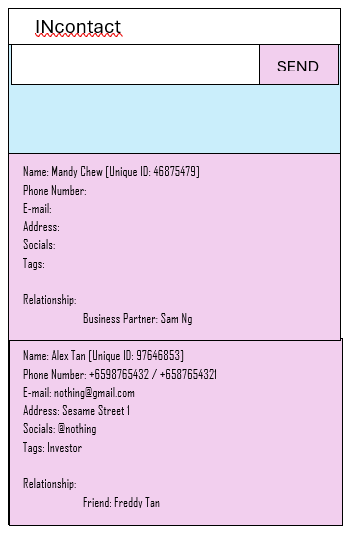 INcontact
SEND
Name: Mandy Chew [Unique ID: 46875479]
Phone Number:
E-mail:
Address:
Socials:
Tags:
Relationship:
Business Partner: Sam Ng
Name: Alex Tan [Unique ID: 97646853]
Phone Number: +6598765432 / +6587654321
E-mail: nothing@gmail.com
Address: Sesame Street 1
Socials: @nothing
Tags: Investor
Relationship:
Friend: Freddy Tan